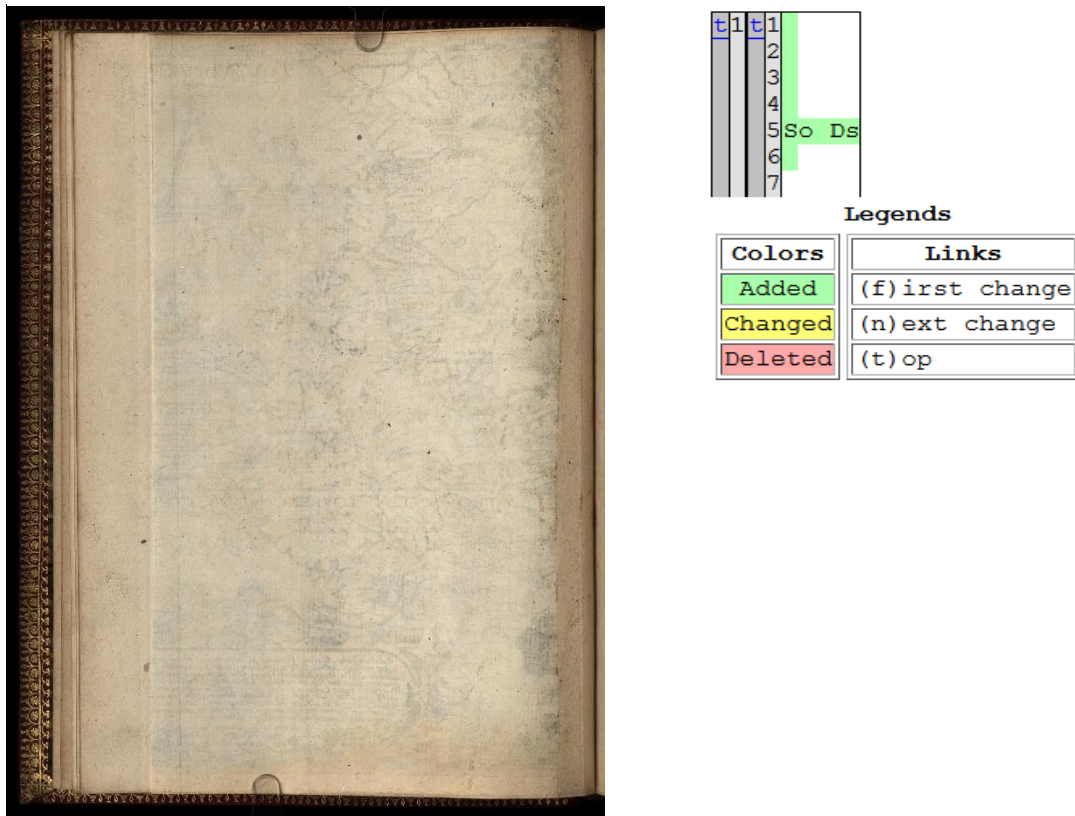 t 1 t 1
2
3
4
5 So Ds
6
7
Legends
Colors Links
Added (f)irst change
Changed (n)ext change
Deleted (t)op